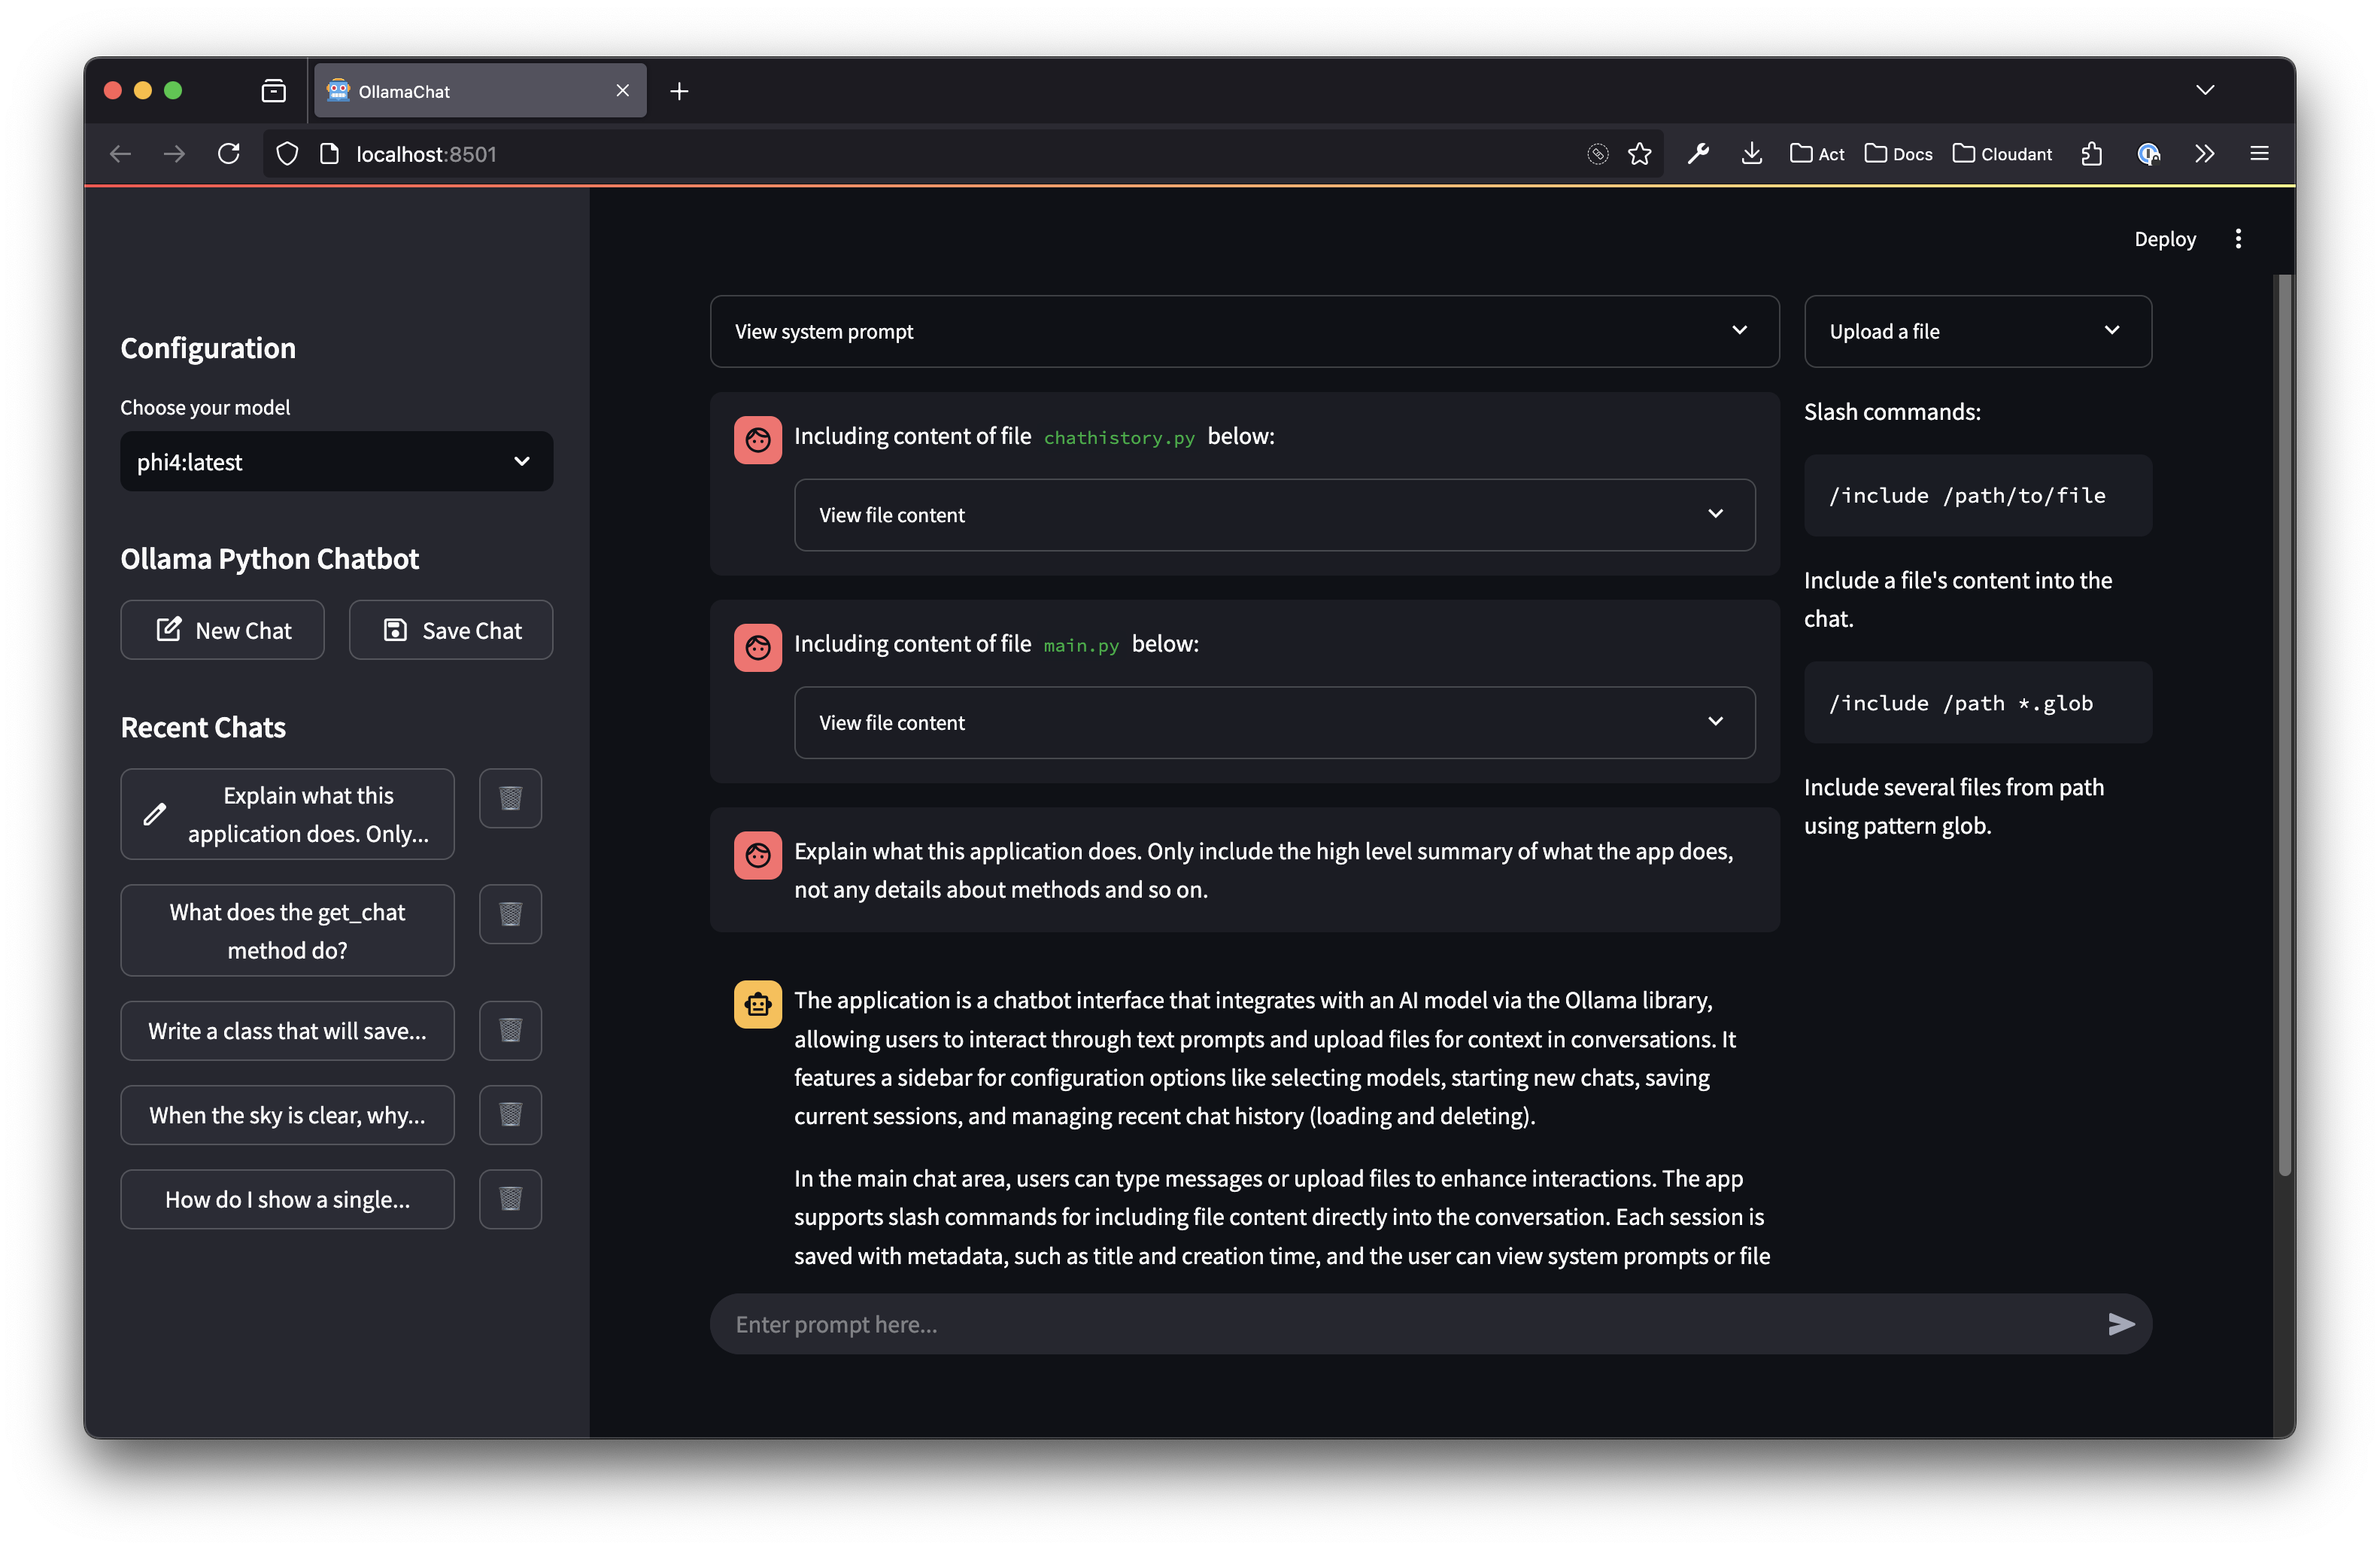 OllamaChat
localhost:8501
Act
Docs
Cloudant
Deploy
Configuration
Choose your model
phi4:latest
Ollama Python Chatbot
New Chat
Save Chat
Recent Chats
Explain what this
application does. Only...
What does the get_chat
method do?
Write a class that will save...
When the sky is clear, why...
How do I show a single...
View system prompt
Including content of file chathistory.py below:
View file content
Including content of file main.py below:
View file content
Explain what this application does. Only include the high level summary of what the app does,
not any details about methods and so on.
The application is a chatbot interface that integrates with an AI model via the Ollama library,
allowing users to interact through text prompts and upload files for context in conversations. It
features a sidebar for configuration options like selecting models, starting new chats, saving
current sessions, and managing recent chat history (loading and deleting).
In the main chat area, users can type messages or upload files to enhance interactions. The app
supports slash commands for including file content directly into the conversation. Each session is
saved with metadata, such as title and creation time, and the user can view system prompts or file
Enter prompt here...
Upload a file
Slash commands:
/include /path/to/file
Include a file's content into the
chat.
/include /path *.glob
Include several files from path
using pattern glob.